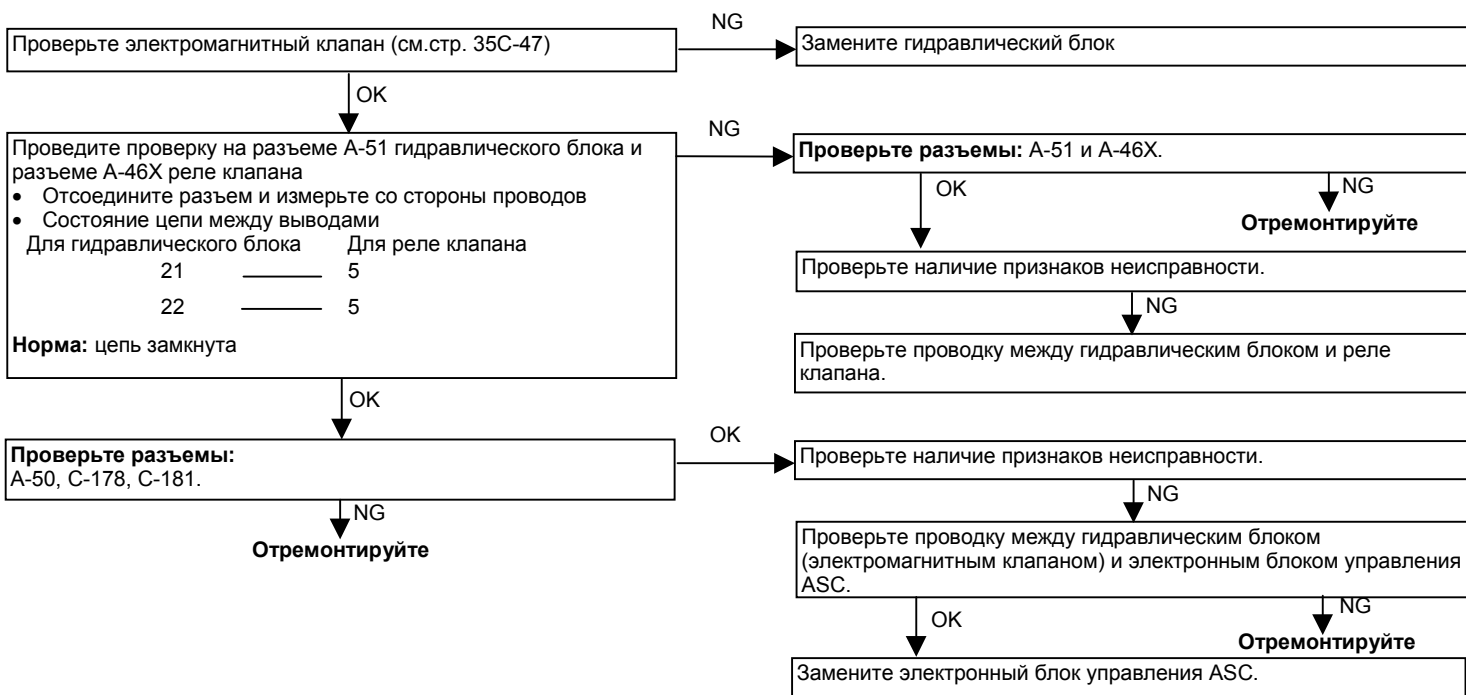 Проверьте электромагнитный клапан (см.стр. 35C-47)
NG
Замените гидравлический блок
OK
Проведите проверку на разъеме A-51 гидравлического блока и
разъеме A-46X реле клапана
• Отсоедините разъем и измерьте со стороны проводов
• Состояние цепи между выводами
Для гидравлического блока Для реле клапана
21 ——— 5
22 ——— 5
Норма: цепь замкнута
NG
Проверьте разъемы: A-51 и A-46X.
OK
NG
Отремонтируйте
Проверьте наличие признаков неисправности.
NG
Проверьте проводку между гидравлическим блоком и реле
клапана.
OK
Проверьте разъемы:
A-50, C-178, C-181.
NG
Отремонтируйте
OK
Проверьте наличие признаков неисправности.
NG
Проверьте проводку между гидравлическим блоком
(электромагнитным клапаном) и электронным блоком управления
ASC.
OK
NG
Отремонтируйте
Замените электронный блок управления ASC.